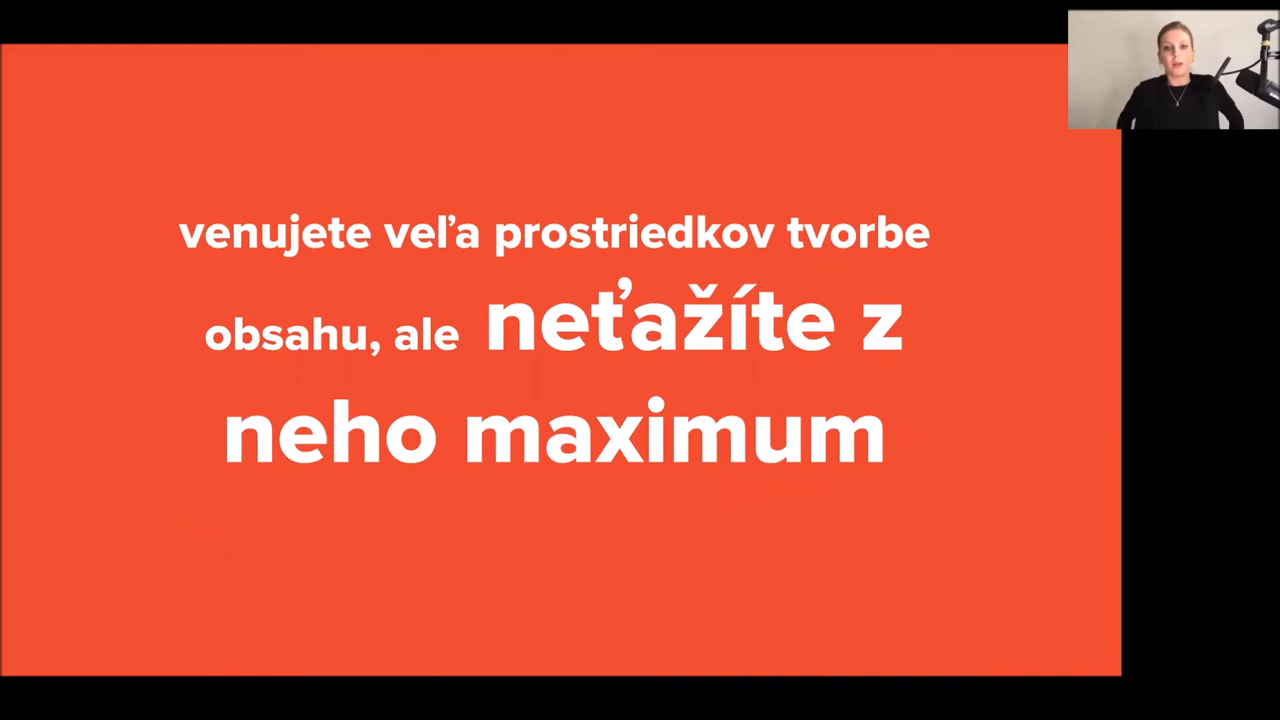 venujete veľa prostriedkov tvorbe
obsahu, ale neťažíte z
neho maximum